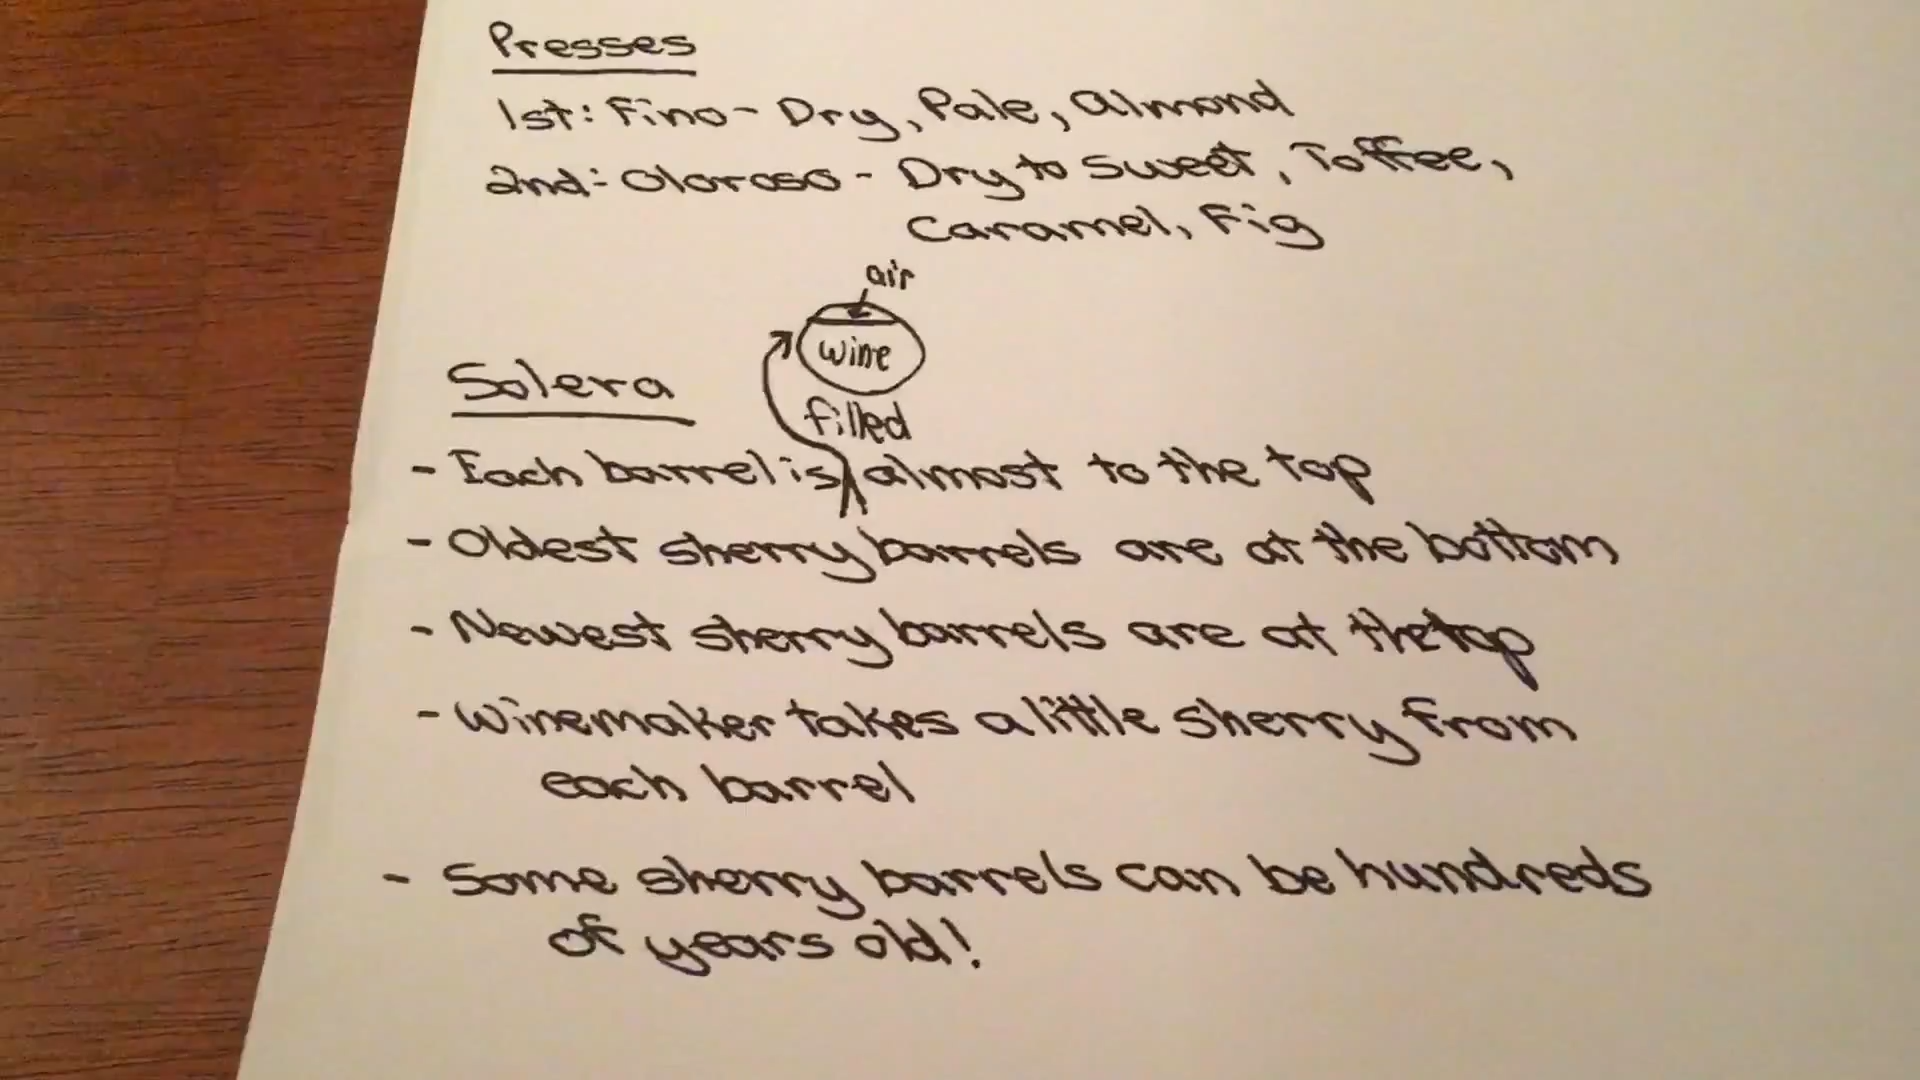 Presses
1st: Fino - Dry, Pale, Almond
2nd: Oloroso - Dry to Sweet, Toffee,
Caramel, Fig
air
wine
Solera
filled
- Each barrel is almost to the top
- Oldest sherry barrels are at the bottom
- Newest sherry barrels are at the top
- Winemaker takes a little sherry from
each barrel
- Some sherry barrels can be hundreds
of years old!